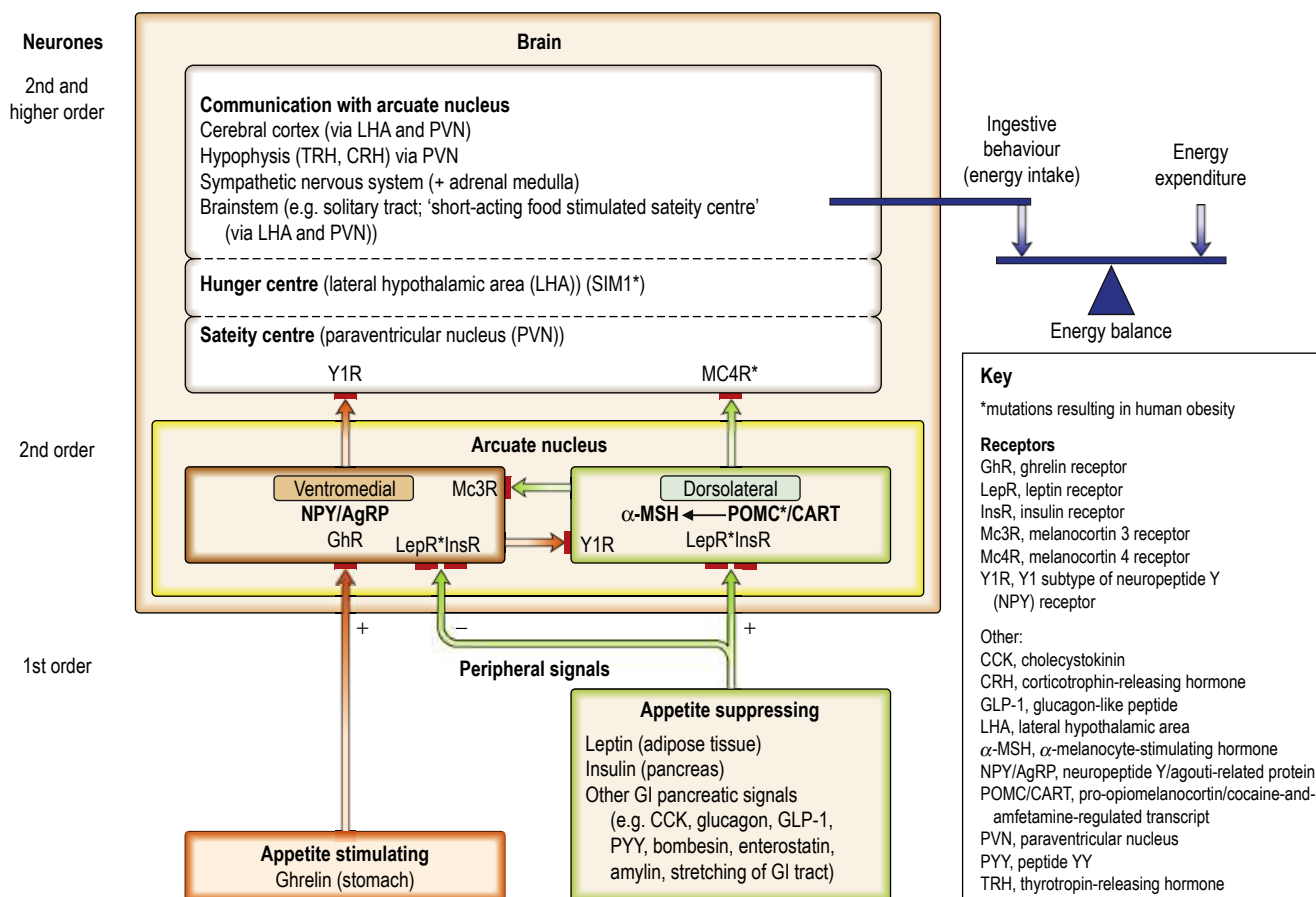 Neurones
2nd and
higher order
2nd order
1st order
Brain
Communication with arcuate nucleus
Cerebral cortex (via LHA and PVN)
Hypophysis (TRH, CRH) via PVN
Sympathetic nervous system (+ adrenal medulla)
Brainstem (e.g. solitary tract; ‘short-acting food stimulated sateity centre’
(via LHA and PVN))
Hunger centre (lateral hypothalamic area (LHA)) (SIM1*)
Sateity centre (paraventricular nucleus (PVN))
Y1R
MC4R*
Arcuate nucleus
Ventromedial
NPY/AgRP
GhR
LepR*InsR
Mc3R
Y1R
Dorsolateral
α-MSH POMC*/CART
LepR*InsR
+
–
+
Peripheral signals
Appetite stimulating
Ghrelin (stomach)
Appetite suppressing
Leptin (adipose tissue)
Insulin (pancreas)
Other GI pancreatic signals
(e.g. CCK, glucagon, GLP-1,
PYY, bombesin, enterostatin,
amylin, stretching of GI tract)
Ingestive
behaviour
(energy intake)
Energy
expenditure
Energy balance
Key
*mutations resulting in human obesity
Receptors
GhR, ghrelin receptor
LepR, leptin receptor
InsR, insulin receptor
Mc3R, melanocortin 3 receptor
Mc4R, melanocortin 4 receptor
Y1R, Y1 subtype of neuropeptide Y
(NPY) receptor
Other:
CCK, cholecystokinin
CRH, corticotrophin-releasing hormone
GLP-1, glucagon-like peptide
LHA, lateral hypothalamic area
α-MSH, α-melanocyte-stimulating hormone
NPY/AgRP, neuropeptide Y/agouti-related protein
POMC/CART, pro-opiomelanocortin/cocaine-and-
amfetamine-regulated transcript
PVN, paraventricular nucleus
PYY, peptide YY
TRH, thyrotropin-releasing hormone